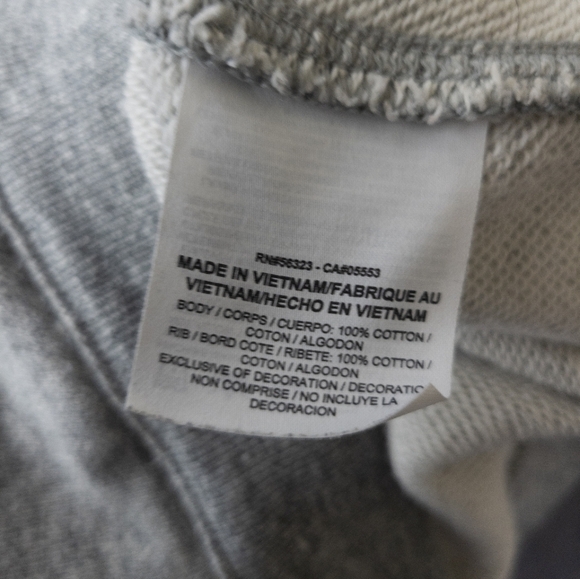 RN#56323 - CA#05553
MADE IN VIETNAM/FABRIQUE AU
VIETNAM/HECHO EN VIETNAM
BODY / CORPS / CUERPO: 100% COTTON /
COTON / ALGODON
RIB / BORD COTE / RIBETE: 100% COTTON /
COTON / ALGODON
EXCLUSIVE OF DECORATION / DECORATIO
NON COMPRISE / NO INCLUYE LA
DECORACION